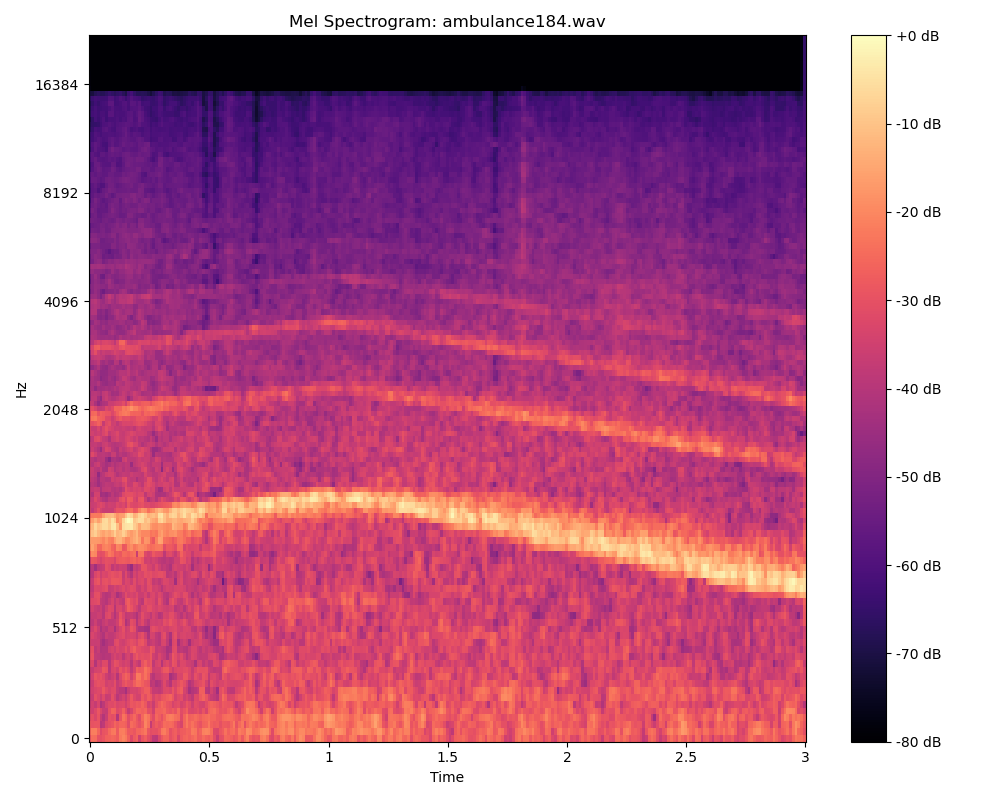 Mel Spectrogram: ambulance184.wav
+0 dB
16384
-10 dB
8192
-20 dB
4096
-30 dB
Hz
2048
-40 dB
-50 dB
1024
-60 dB
512
-70 dB
0
-80 dB
0 0.5 1 1.5 2 2.5 3
Time